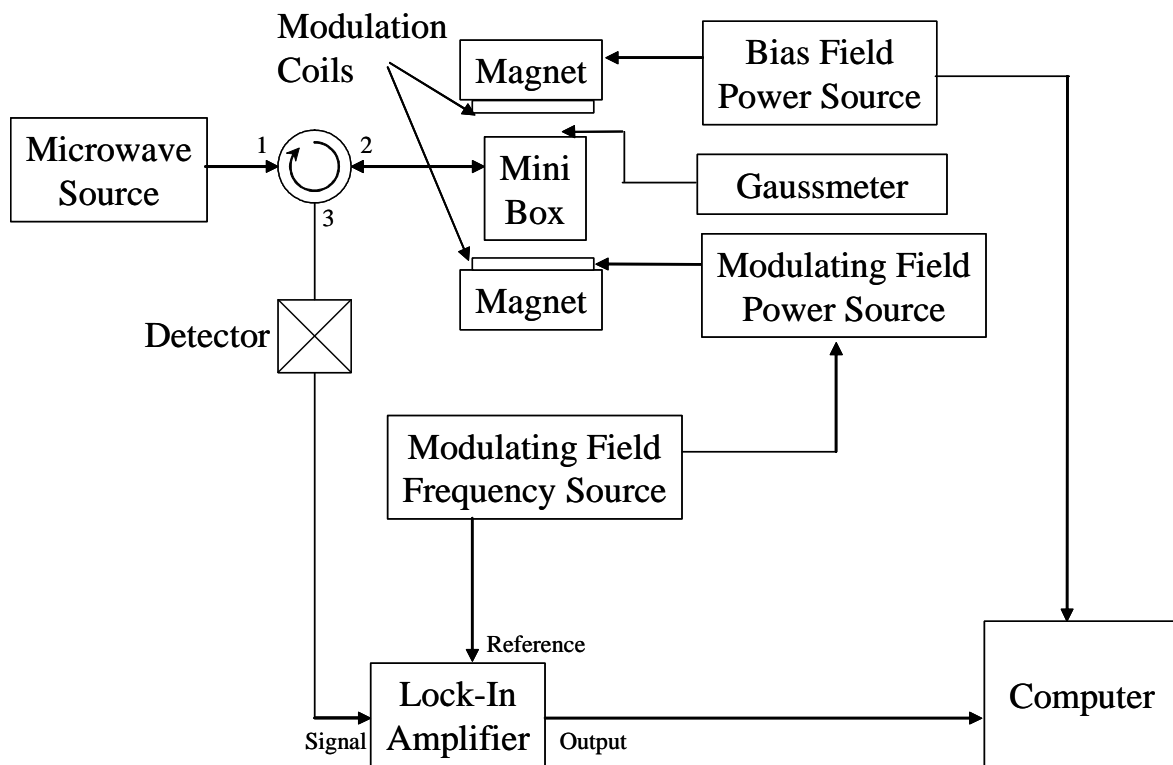 Modulation
Coils
Magnet
Bias Field
Power Source
Microwave
Source
1
2
3
Mini
Box
Gaussmeter
Magnet
Modulating Field
Power Source
Detector
Modulating Field
Frequency Source
Reference
Lock-In
Amplifier
Signal
Output
Computer